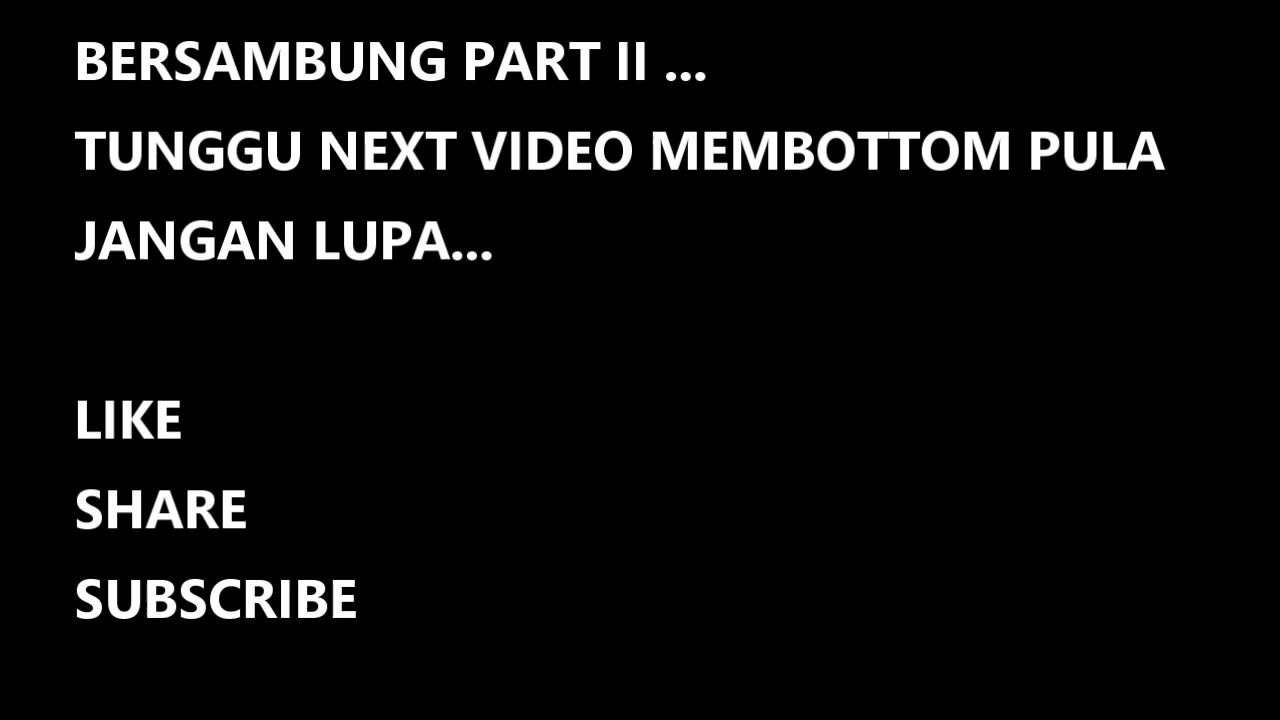 BERSAMBUNG PART II ...
TUNGGU NEXT VIDEO MEMBOTTOM PULA
JANGAN LUPA...
LIKE
SHARE
SUBSCRIBE